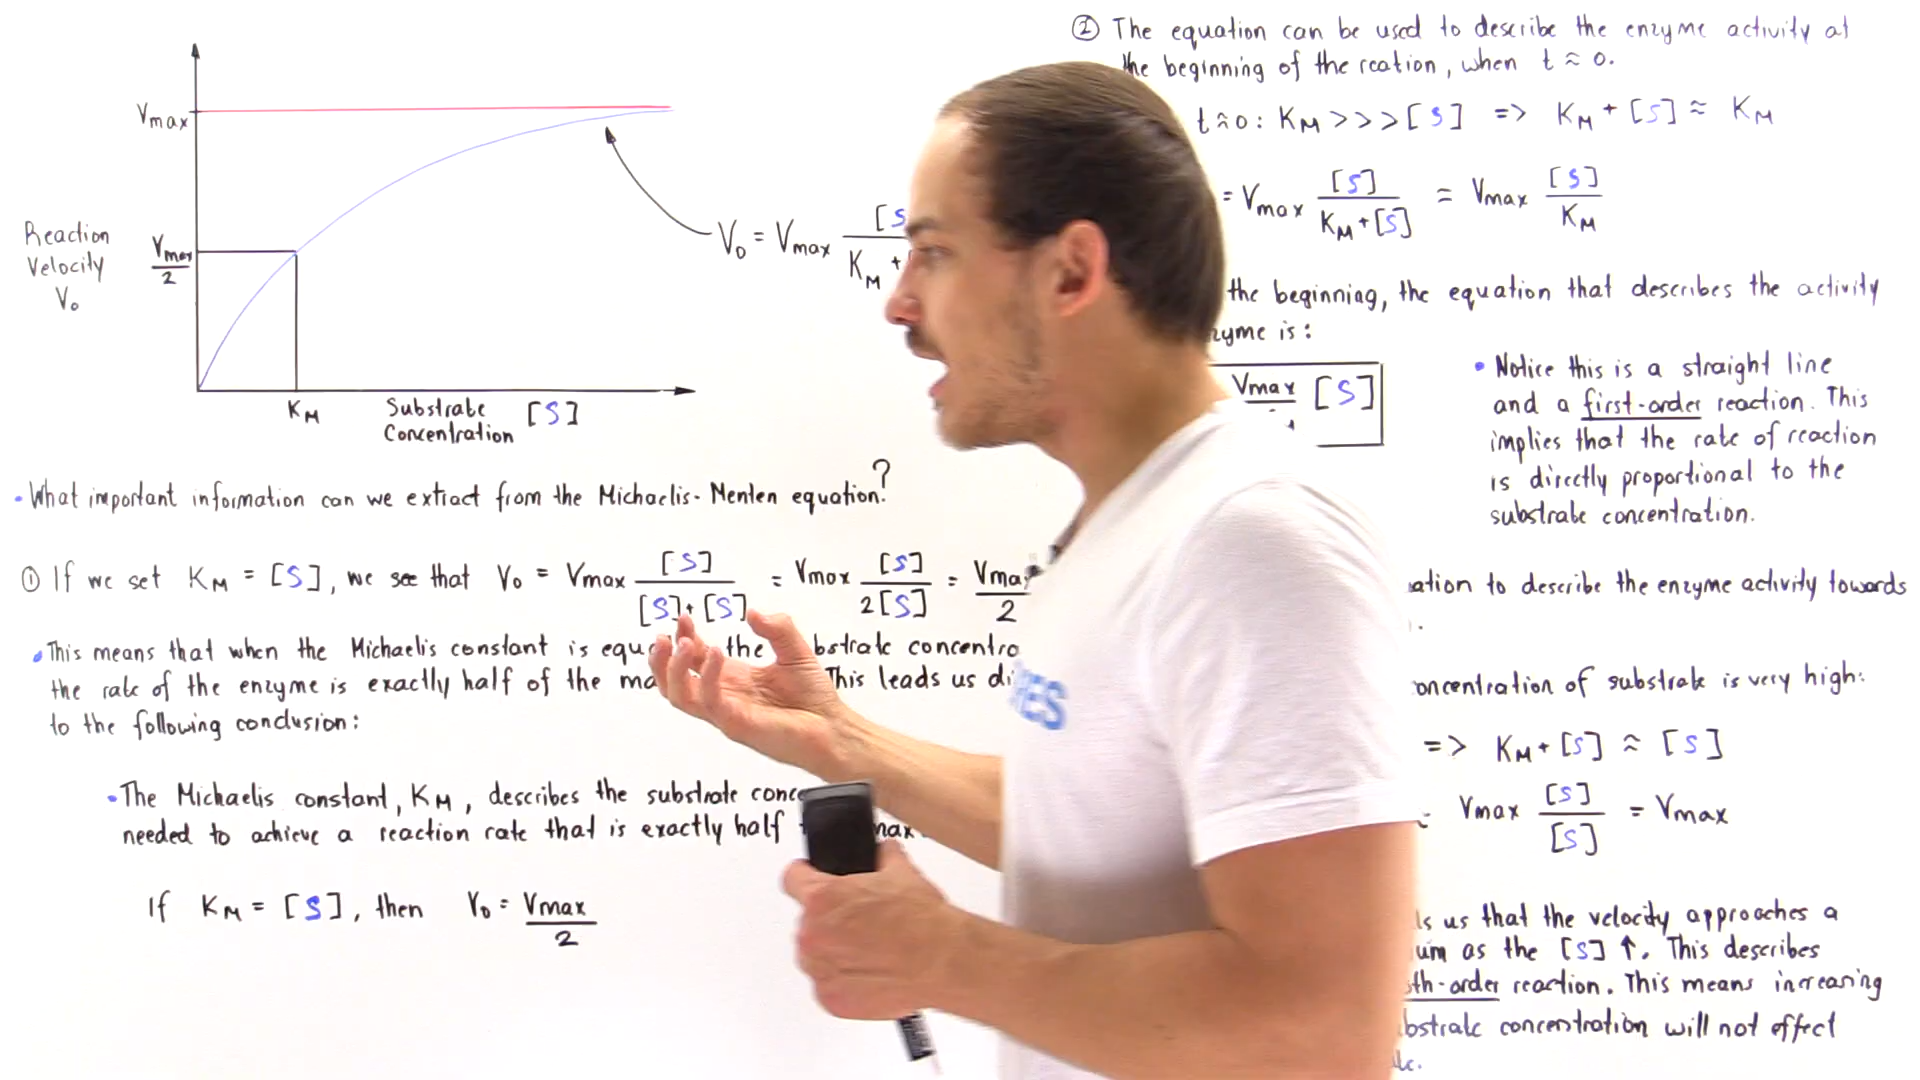 Vmax
Reaction
Velocity
V₀
Vmax/2
KM
Substrate
Concentration [S]
V₀ = Vmax [S / KM +
• What important information can we extract from the Michaelis-Menten equation?
① If we set KM = [S], we see that V₀ = Vmax [S] / [S]+[S] = Vmax [S] / 2[S] = Vmax / 2
• This means that when the Michaelis constant is the concentra
the rate of the enzyme is exactly half of the This leads us
to the following conclusion:
• The Michaelis constant, KM, describes the substrate conce
needed to achieve a reaction rate that is exactly half max
If KM = [S], then V₀ = Vmax / 2
② The equation can be used to describe the enzyme activity at
the beginning of the reation, when t ≈ 0.
t≈0: KM >>> [S] => KM + [S] ≈ KM
= Vmax [S] / KM+[S] ≈ Vmax [S] / KM
the beginning, the equation that describes the activity
zyme is:
Vmax [S]
• Notice this is a straight line
and a first-order reaction. This
implies that the rate of reaction
is directly proportional to the
substrate concentration.
ation to describe the enzyme activity towards
oncentration of substrate is very high:
=> KM + [S] ≈ [S]
Vmax [S] / [S] = Vmax
ls us that the velocity approaches a
um as the [S] ↑. This describes
th-order reaction. This means increasing
bstrate concentration will not effect
RES